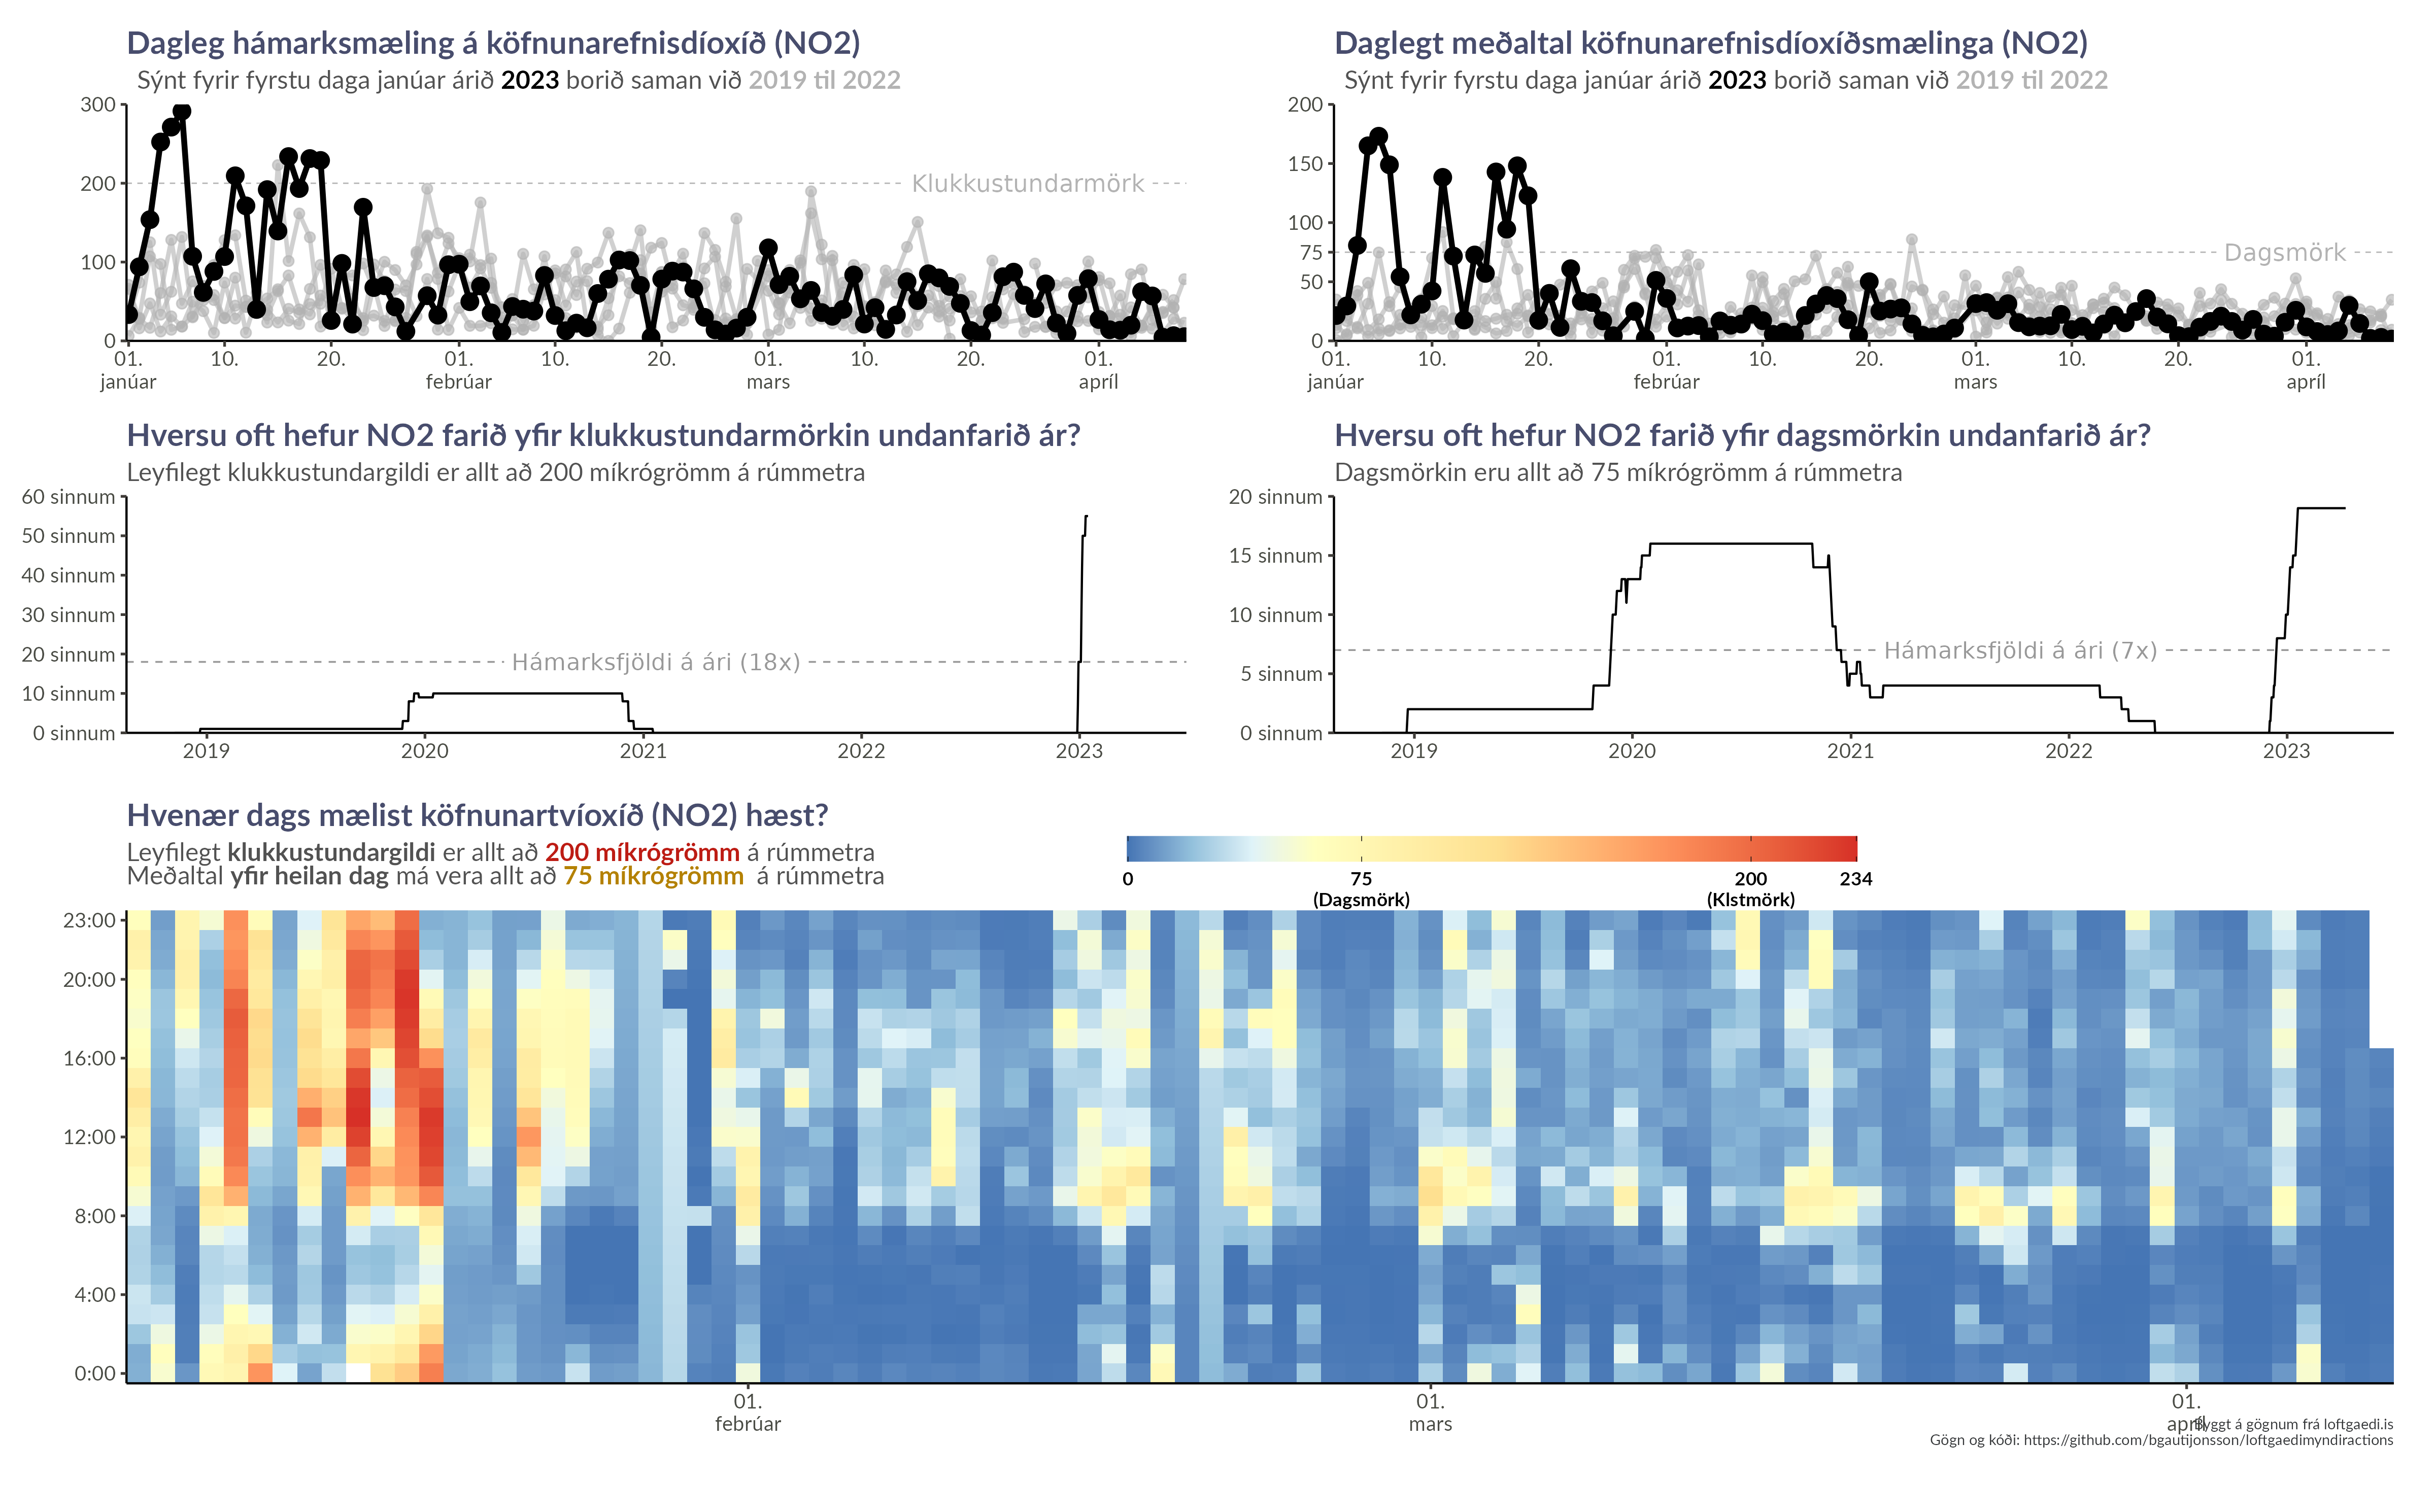 Dagleg hámarksmæling á köfnunarefnisdíoxíð (NO2)
Sýnt fyrir fyrstu daga janúar árið 2023 borið saman við 2019 til 2022
300
200
100
0
Klukkustundarmörk
01. 10. 20. 01. 10. 20. 01. 10. 20. 01.
janúar febrúar mars apríl
Daglegt meðaltal köfnunarefnisdíoxíðsmælinga (NO2)
Sýnt fyrir fyrstu daga janúar árið 2023 borið saman við 2019 til 2022
200
150
100
75
50
0
Dagsmörk
01. 10. 20. 01. 10. 20. 01. 10. 20. 01.
janúar febrúar mars apríl
Hversu oft hefur NO2 farið yfir klukkustundarmörkin undanfarið ár?
Leyfilegt klukkustundargildi er allt að 200 míkrógrömm á rúmmetra
60 sinnum
50 sinnum
40 sinnum
30 sinnum
20 sinnum
10 sinnum
0 sinnum
Hámarksfjöldi á ári (18x)
2019 2020 2021 2022 2023
Hversu oft hefur NO2 farið yfir dagsmörkin undanfarið ár?
Dagsmörkin eru allt að 75 míkrógrömm á rúmmetra
20 sinnum
15 sinnum
10 sinnum
5 sinnum
0 sinnum
Hámarksfjöldi á ári (7x)
2019 2020 2021 2022 2023
Hvenær dags mælist köfnunartvíoxíð (NO2) hæst?
Leyfilegt klukkustundargildi er allt að 200 míkrógrömm á rúmmetra
Meðaltal yfir heilan dag má vera allt að 75 míkrógrömm á rúmmetra
0 75 200 234
(Dagsmörk) (Klstmörk)
23:00
20:00
16:00
12:00
8:00
4:00
0:00
01. 01. 01.
febrúar mars apríl
Byggt á gögnum frá loftgaedi.is
Gögn og kóði: https://github.com/bgautijonsson/loftgaedimyndiractions